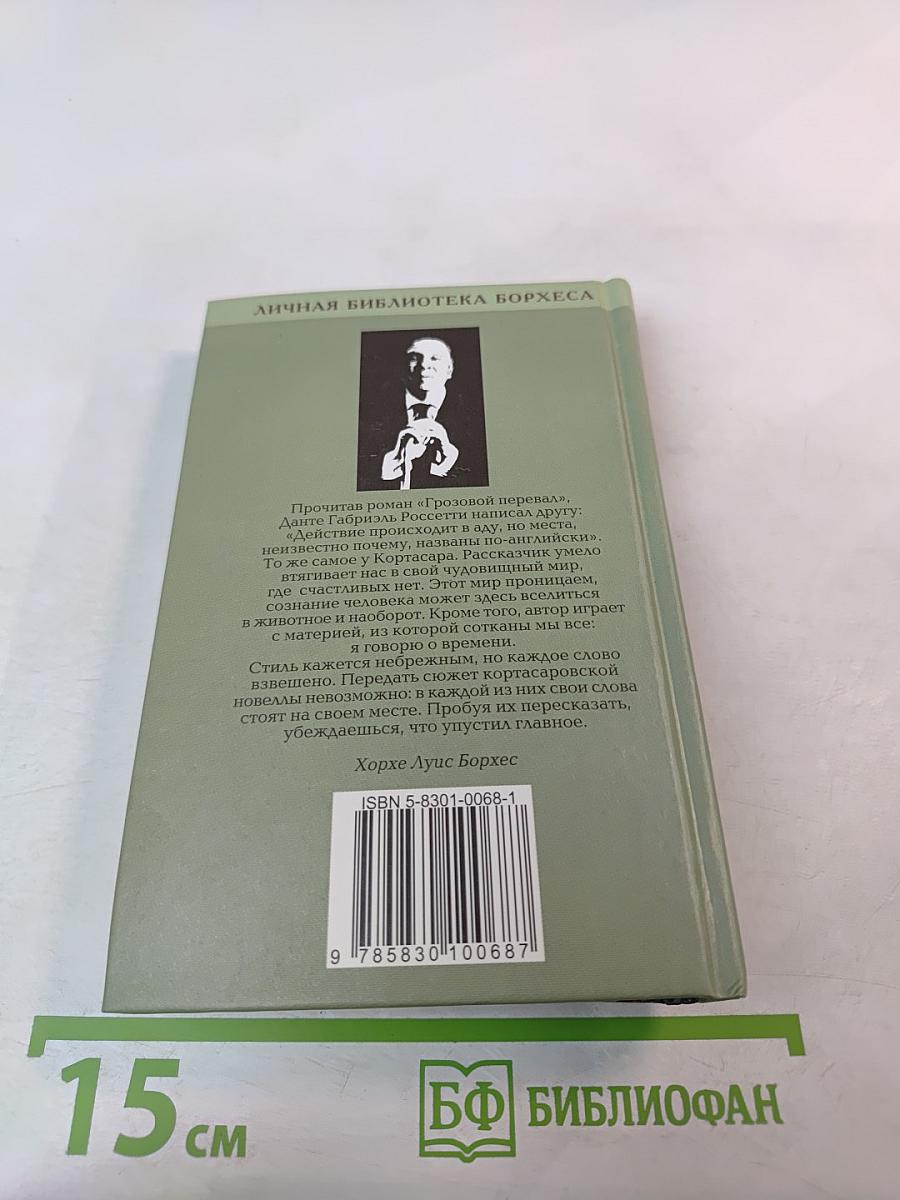 ЛИЧНАЯ БИБЛИОТЕКА БОРХЕСА
Прочитав роман «Грозовой перевал»,
Данте Габриэль Россетти написал другу:
«Действие происходит в аду, но места,
неизвестно почему, названы по-английски».
То же самое у Кортасара. Рассказчик умело
втягивает нас в свой чудовищный мир,
где счастливых нет. Этот мир проницаем,
сознание человека может здесь вселиться
в животное и наоборот. Кроме того, автор играет
с материей, из которой сотканы мы все:
я говорю о времени.
Стиль кажется небрежным, но каждое слово
взвешено. Передать сюжет кортасаровской
новеллы невозможно: в каждой из них свои слова
стоят на своем месте. Пробуя их пересказать,
убеждаешься, что упустил главное.
Хорхе Луис Борхес
ISBN 5-8301-0068-1
9 785830 100687
15 см
БФ БИБЛИОФАН